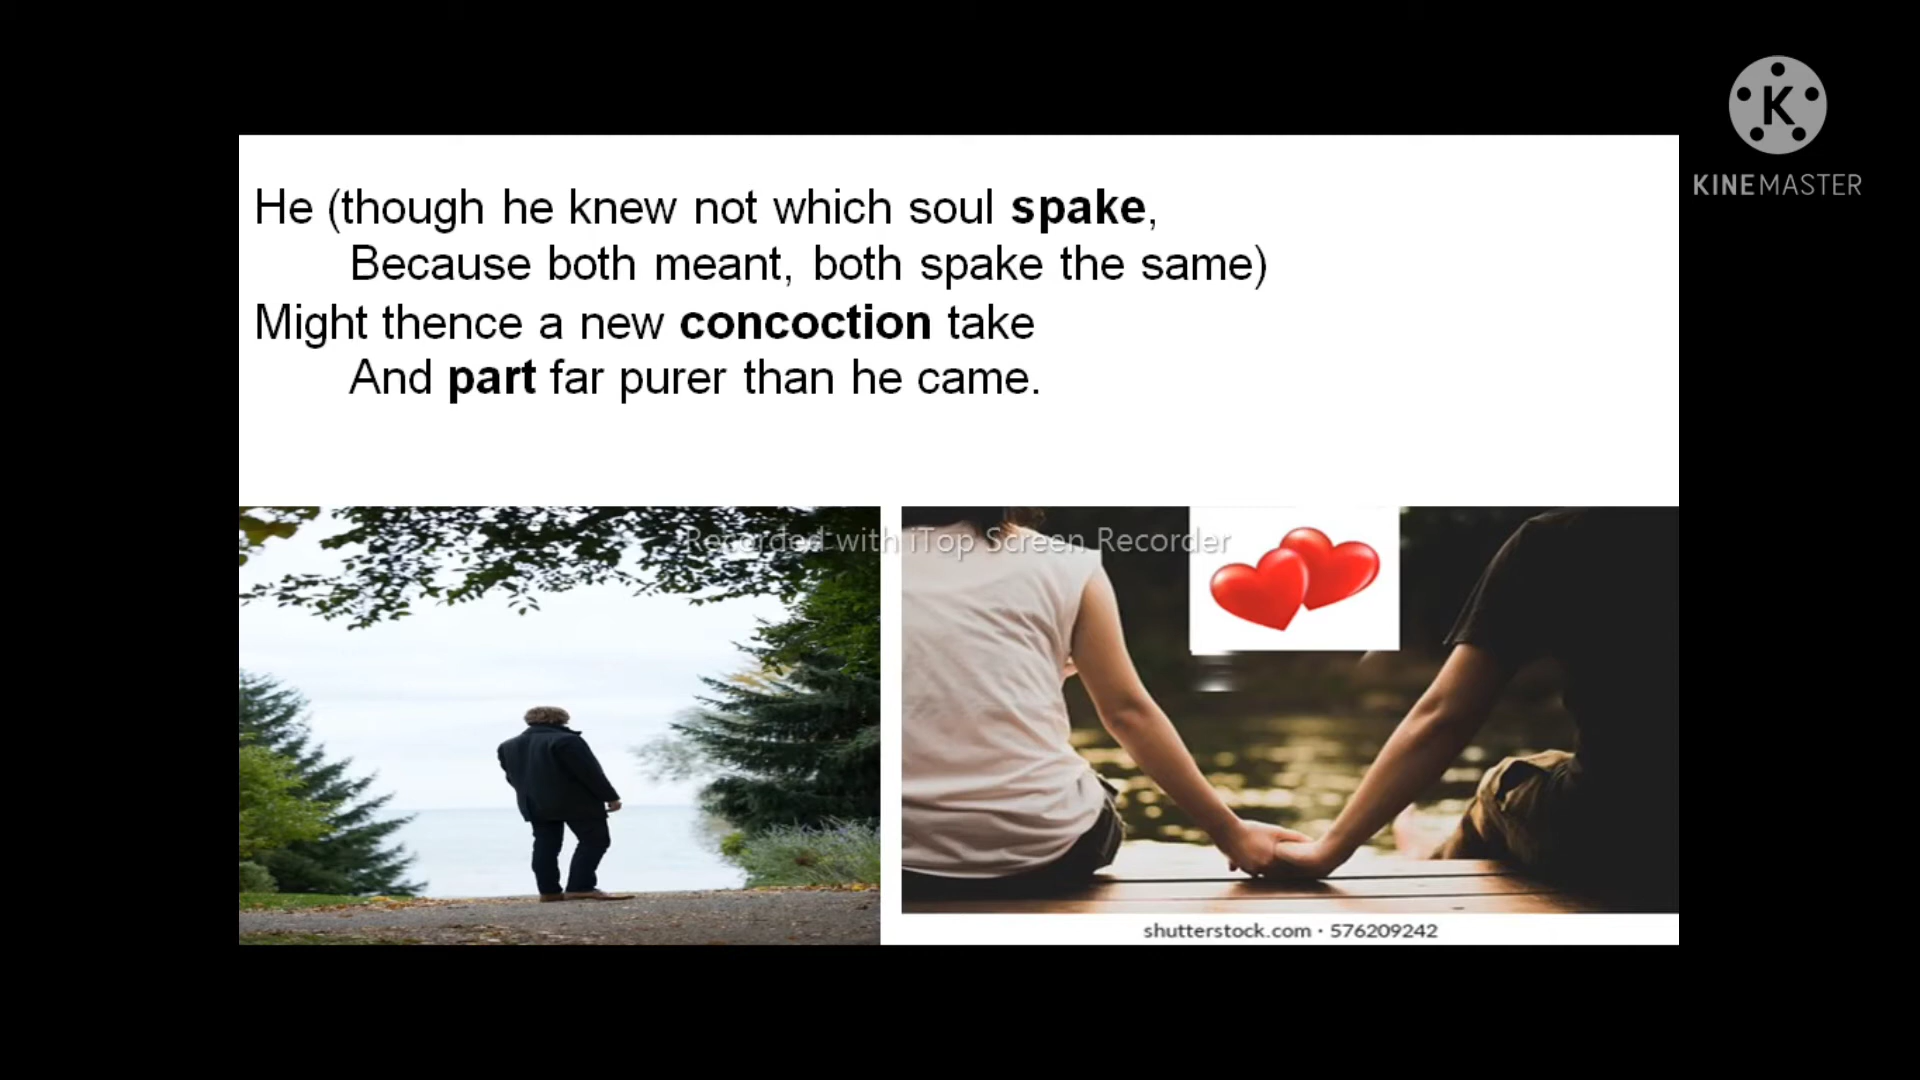 K
KINEMASTER
He (though he knew not which soul spake,
Because both meant, both spake the same)
Might thence a new concoction take
And part far purer than he came.
Recorded with iTop Screen Recorder
shutterstock.com · 576209242